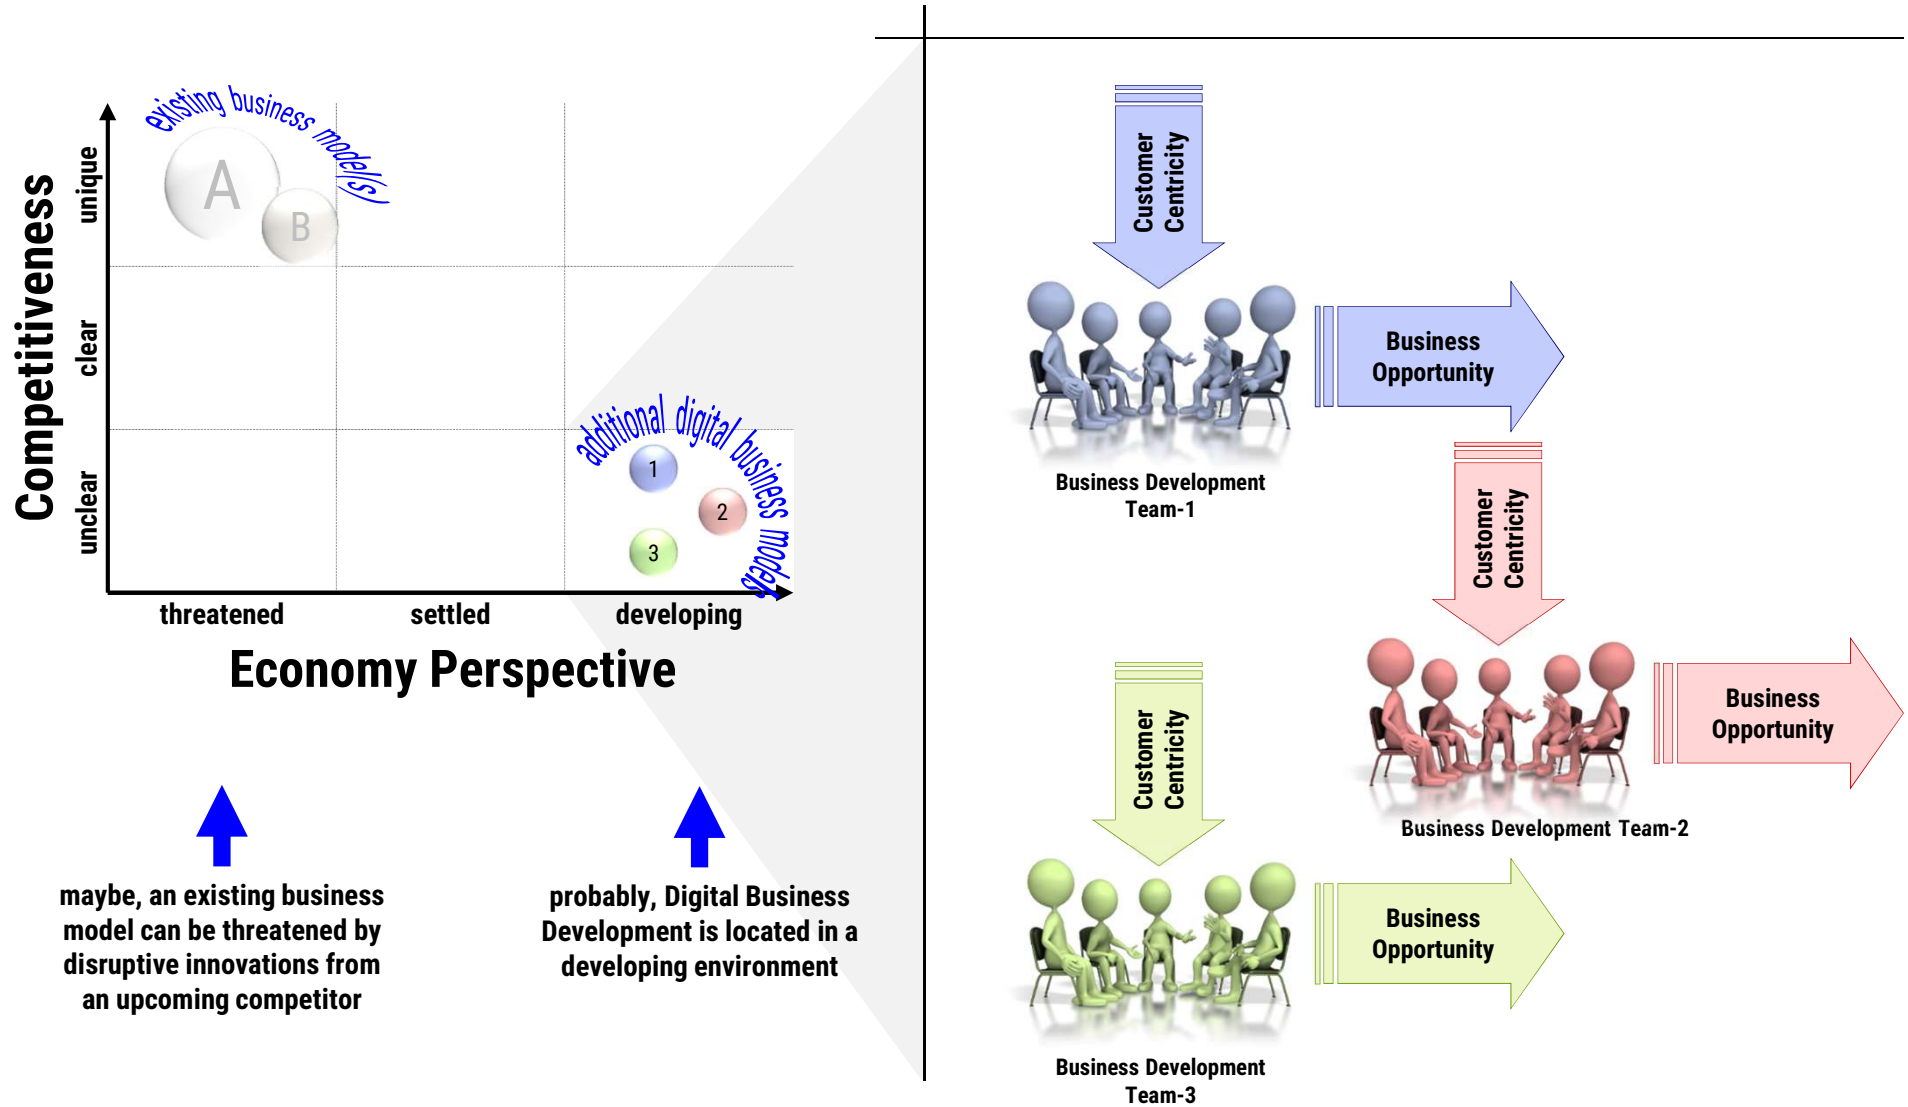 existing business model(s)
A
B
Competitiveness
unique
clear
unclear
additional digital business models
1
2
3
threatened
settled
developing
Economy Perspective
maybe, an existing business
model can be threatened by
disruptive innovations from
an upcoming competitor
probably, Digital Business
Development is located in a
developing environment
Customer
Centricity
Business
Opportunity
Business Development
Team-1
Customer
Centricity
Business
Opportunity
Business Development Team-2
Customer
Centricity
Business
Opportunity
Business Development
Team-3